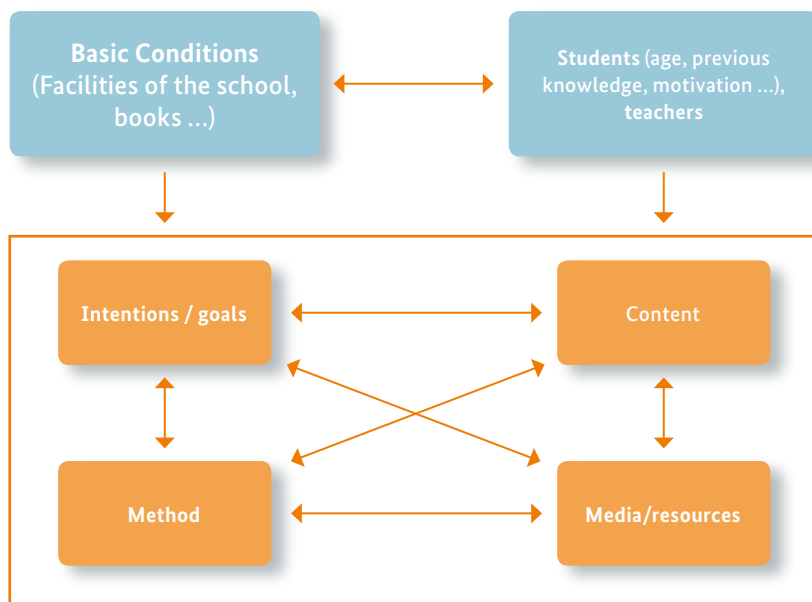 Basic Conditions
(Facilities of the school,
books ...)
Students (age, previous
knowledge, motivation ...),
teachers
Intentions / goals
Content
Method
Media/resources